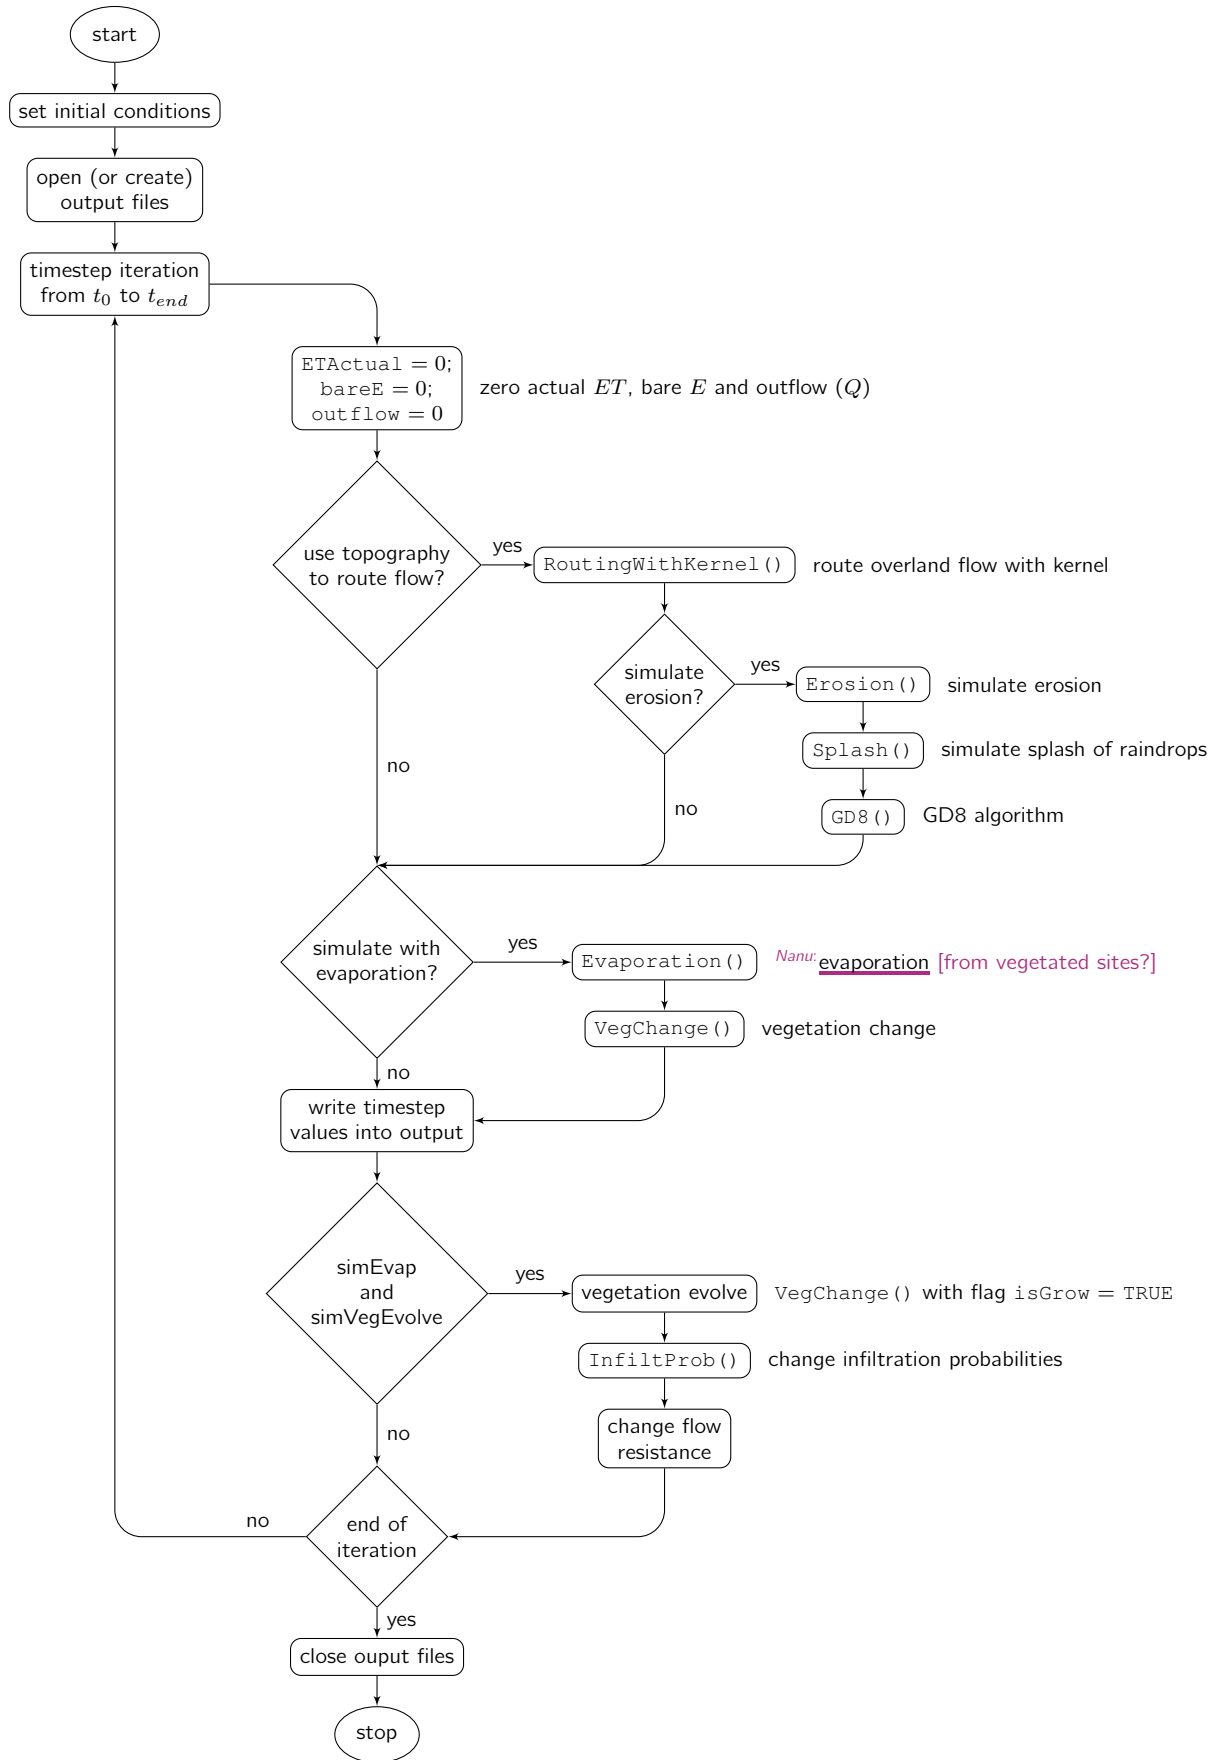 start
set initial conditions
open (or create)
output files
timestep iteration
from t0 to tend
ETActual = 0;
bareE = 0;
outflow = 0
zero actual ET, bare E and outflow (Q)
use topography
to route flow?
yes
RoutingWithKernel()
route overland flow with kernel
simulate
erosion?
yes
Erosion()
simulate erosion
Splash()
simulate splash of raindrops
no
no
GD8()
GD8 algorithm
simulate with
evaporation?
yes
Evaporation()
Nanu: evaporation [from vegetated sites?]
VegChange()
vegetation change
no
write timestep
values into output
simEvap
and
simVegEvolve
yes
vegetation evolve
VegChange() with flag isGrow = TRUE
InfiltProb()
change infiltration probabilities
change flow
resistance
no
end of
iteration
no
yes
close ouput files
stop